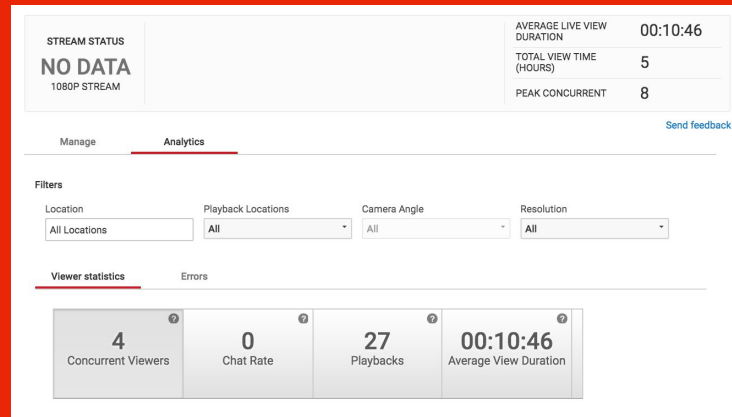 STREAM STATUS
NO DATA
1080P STREAM
AVERAGE LIVE VIEW
DURATION
00:10:46
TOTAL VIEW TIME
(HOURS)
5
PEAK CONCURRENT
8
Send feedback
Manage
Analytics
Filters
Location
Playback Locations
Camera Angle
Resolution
All Locations
All
All
All
Viewer statistics
Errors
?
?
?
?
4
0
27
00:10:46
Concurrent Viewers
Chat Rate
Playbacks
Average View Duration